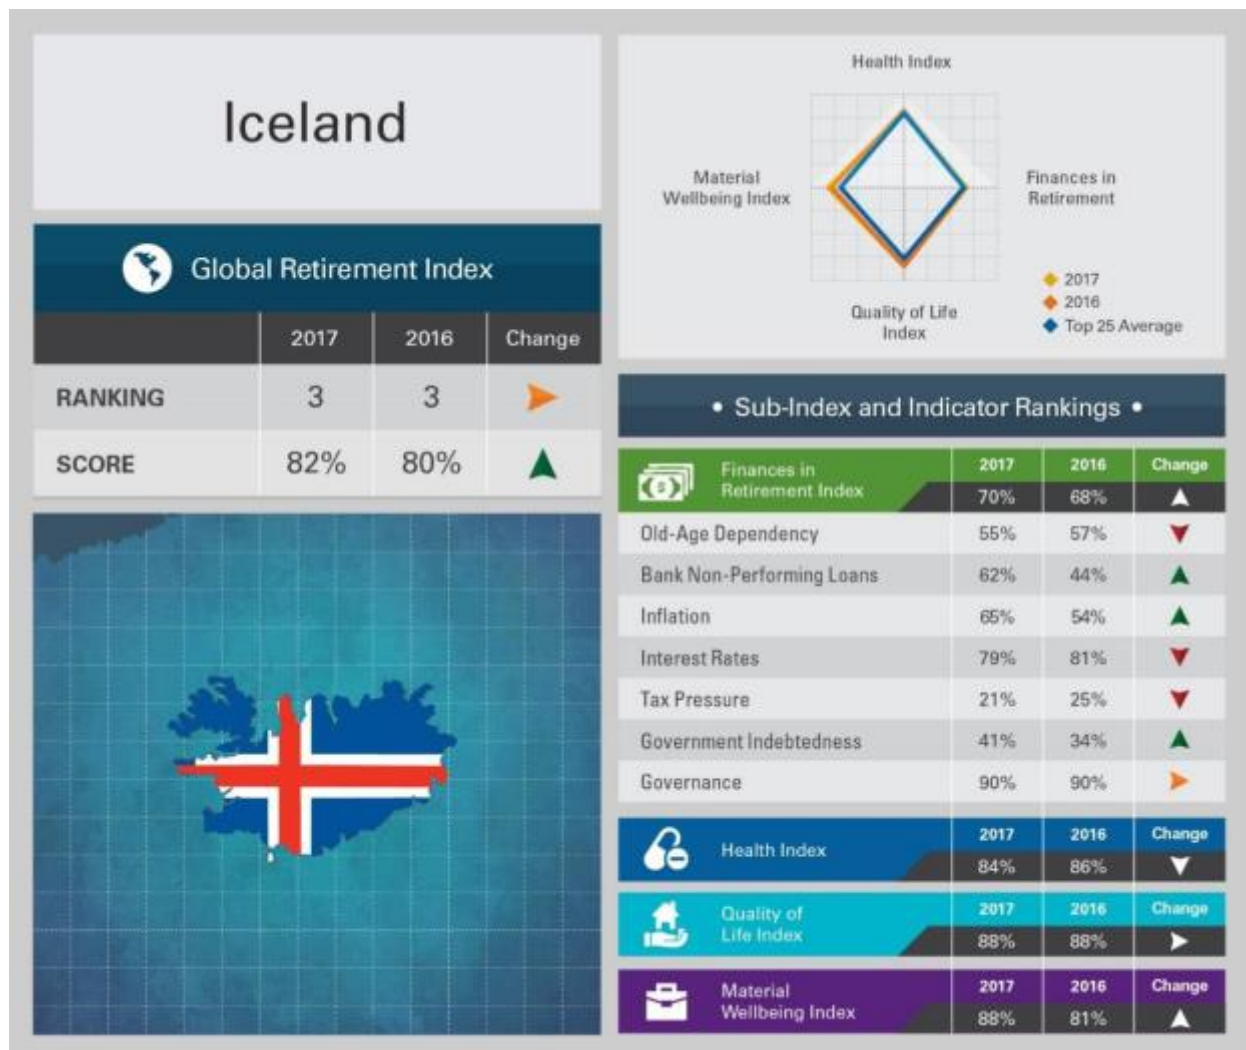 Iceland
Global Retirement Index
2017 2016 Change
RANKING 3 3
SCORE 82% 80%
Health Index
Material
Wellbeing Index
Finances in
Retirement
Quality of Life
Index
2017
2016
Top 25 Average
• Sub-Index and Indicator Rankings •
Finances in
Retirement Index
2017 2016 Change
70% 68%
Old-Age Dependency 55% 57%
Bank Non-Performing Loans 62% 44%
Inflation 65% 54%
Interest Rates 79% 81%
Tax Pressure 21% 25%
Government Indebtedness 41% 34%
Governance 90% 90%
Health Index
2017 2016 Change
84% 86%
Quality of
Life Index
2017 2016 Change
88% 88%
Material
Wellbeing Index
2017 2016 Change
88% 81%